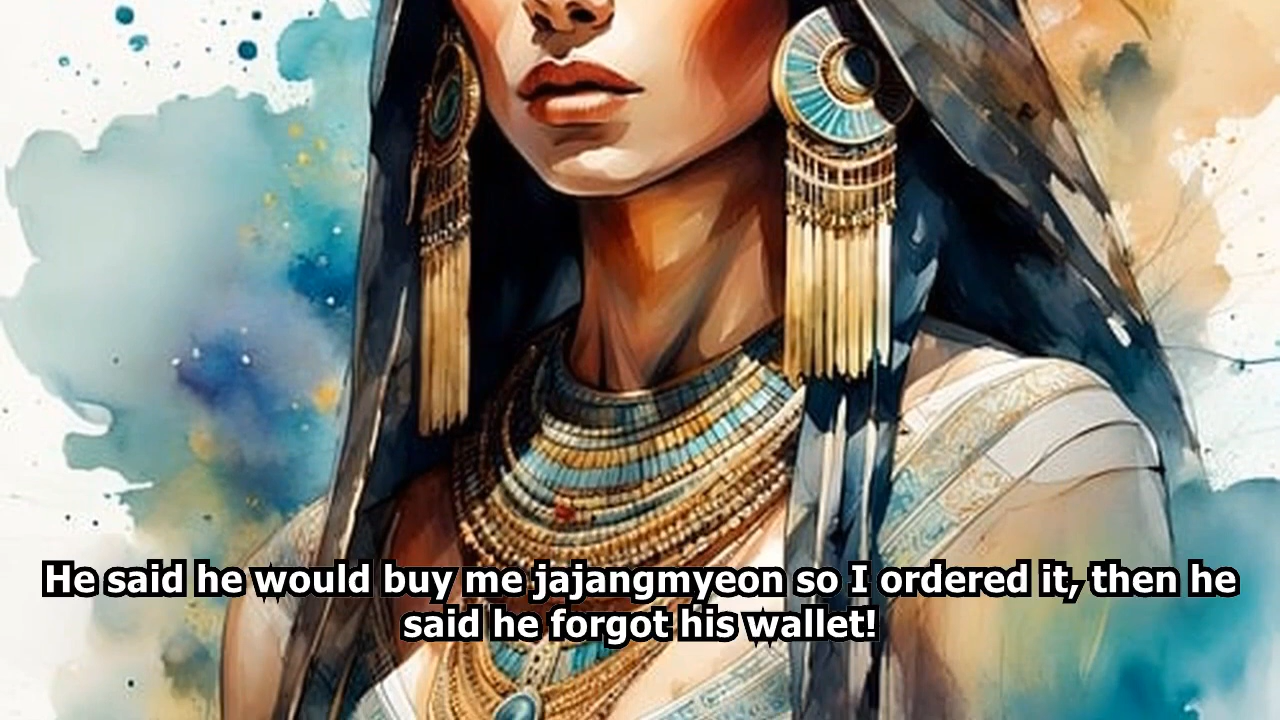 He said he would buy me jajangmyeon so I ordered it, then he
said he forgot his wallet!